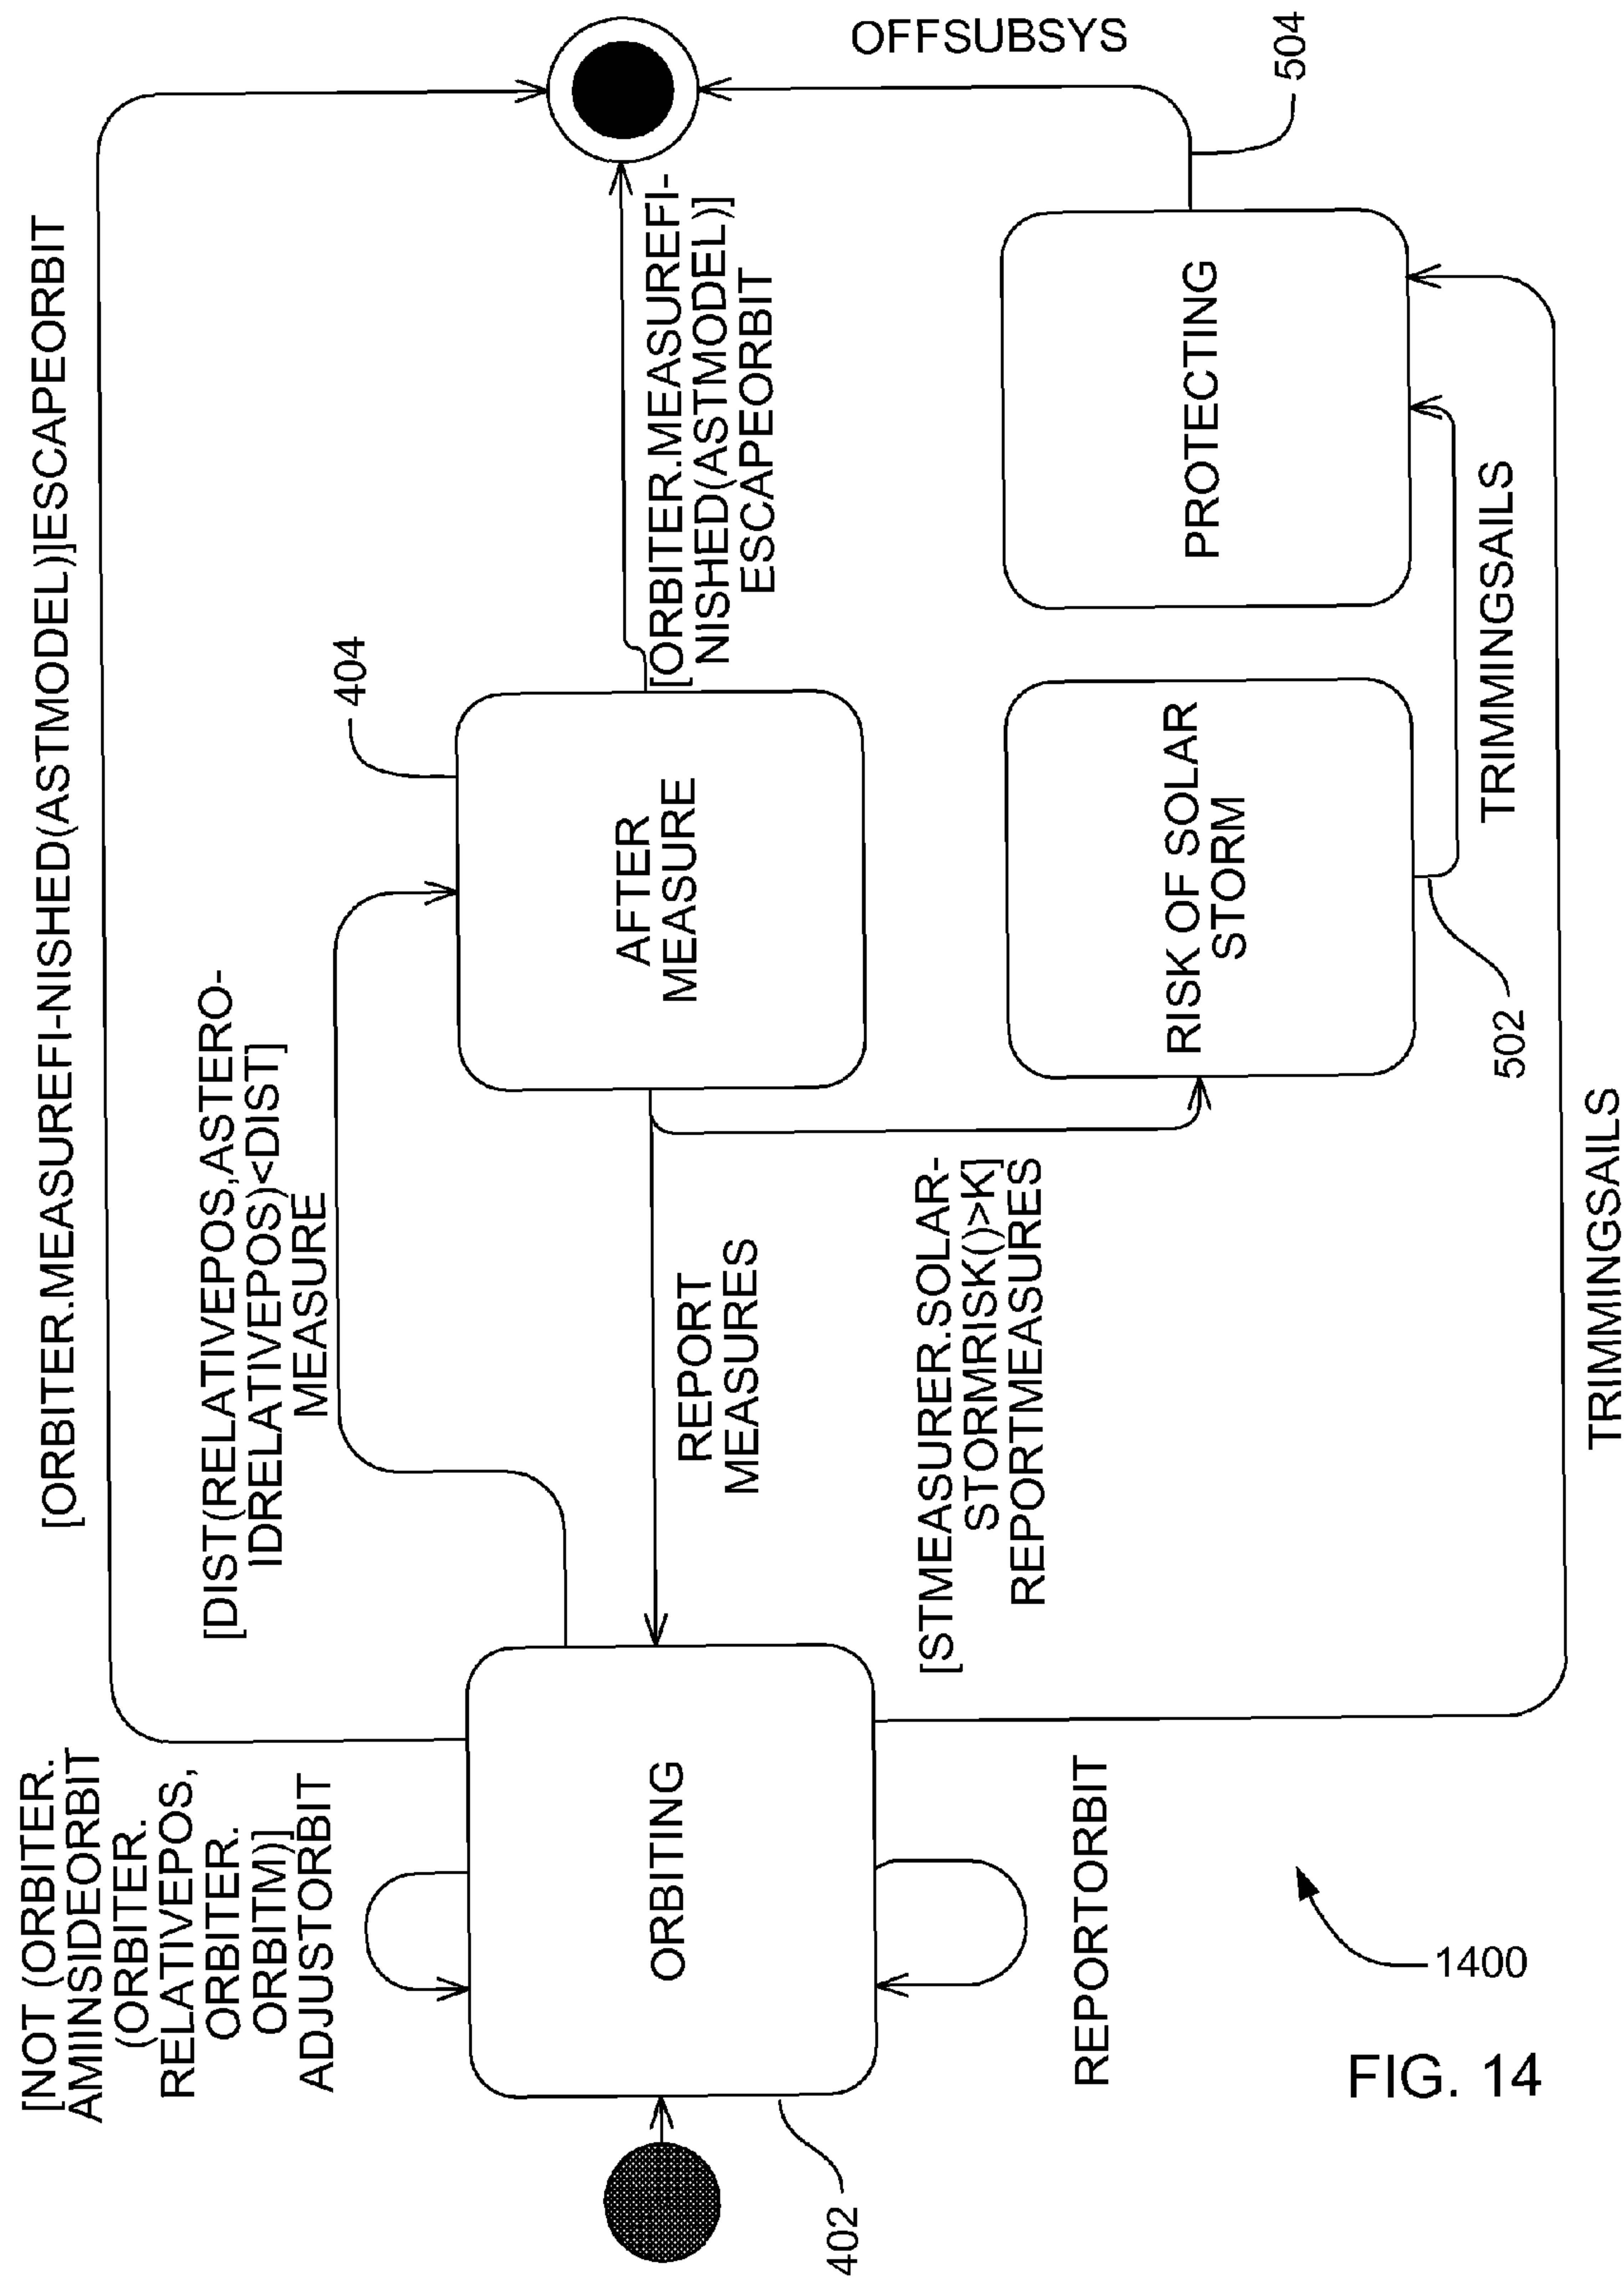 [ORBITER.MEASUREFI-NISHED(ASTMODEL)]ESCAPEORBIT
[NOT (ORBITER.
AMIINSIDEORBIT
(ORBITER.
RELATIVEPOS,
ORBITER.
ORBITM)]
ADJUSTORBIT
[DIST(RELATIVEPOS,ASTERO-
IDRELATIVEPOS)<DIST]
MEASURE
404
OFFSUBSYS
ORBITING
AFTER
MEASURE
[ORBITER.MEASUREFI-
NISHED(ASTMODEL)]
ESCAPEORBIT
REPORT
MEASURES
402
[STMEASURER.SOLAR-
STORMRISK()>K]
REPORTMEASURES
RISK OF SOLAR
STORM
PROTECTING
504
REPORTORBIT
502
TRIMMINGSAILS
TRIMMINGSAILS
1400
FIG. 14